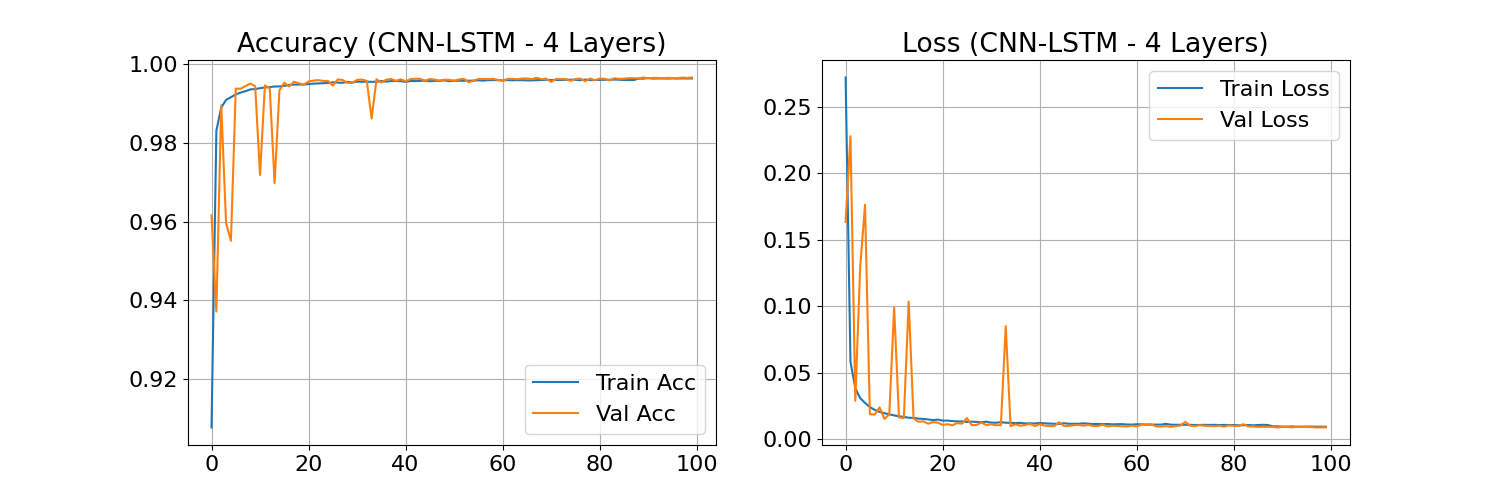 Accuracy (CNN-LSTM - 4 Layers)
1.00
0.98
0.96
0.94
0.92
0 20 40 60 80 100
Train Acc
Val Acc
Loss (CNN-LSTM - 4 Layers)
0.25
0.20
0.15
0.10
0.05
0.00
0 20 40 60 80 100
Train Loss
Val Loss